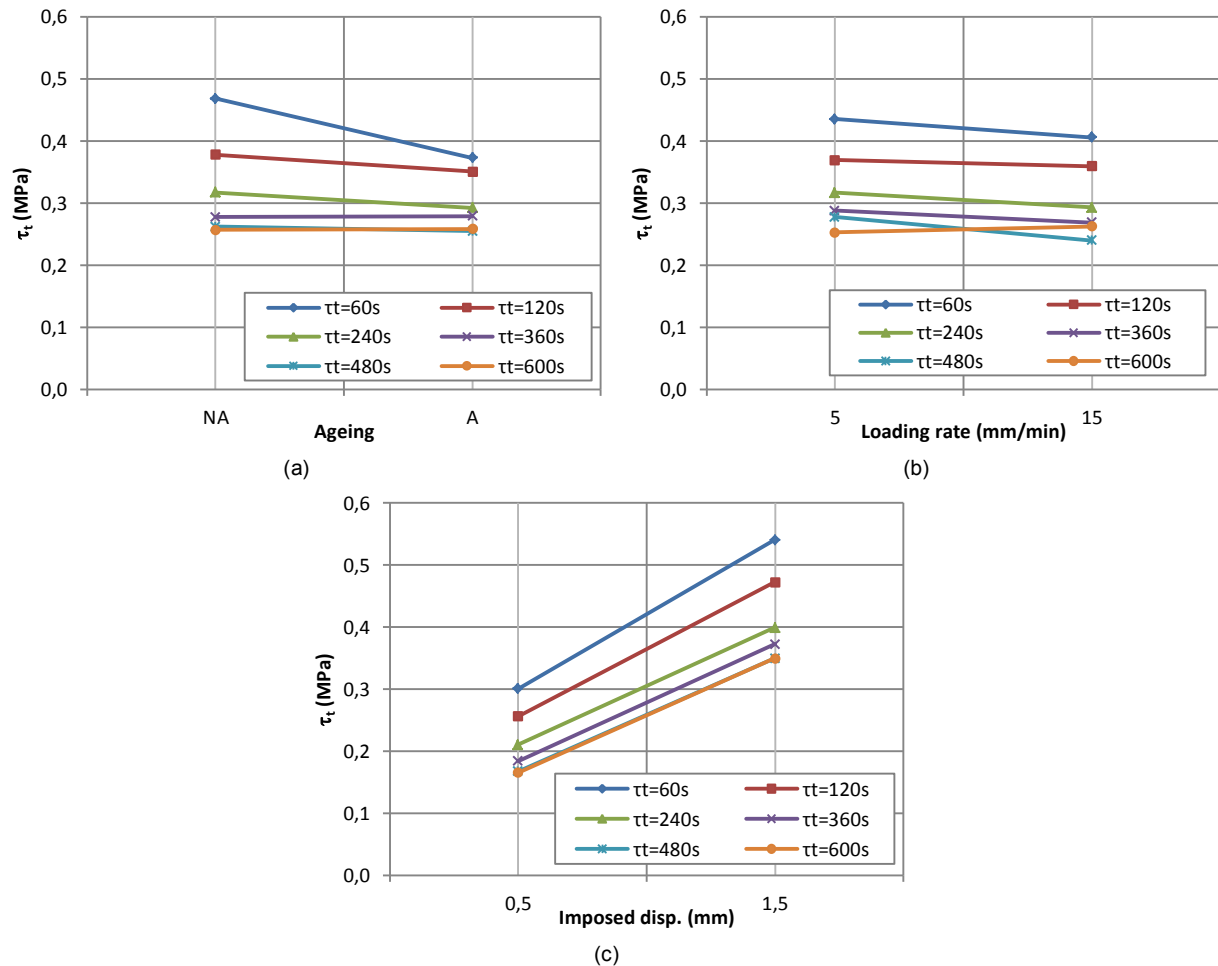 0,6
0,5
0,4
0,3
0,2
0,1
0,0
τt (MPa)
NA
A
Ageing
τt=60s
τt=120s
τt=240s
τt=360s
τt=480s
τt=600s
(a)
0,6
0,5
0,4
0,3
0,2
0,1
0,0
τt (MPa)
5
15
Loading rate (mm/min)
τt=60s
τt=120s
τt=240s
τt=360s
τt=480s
τt=600s
(b)
0,6
0,5
0,4
0,3
0,2
0,1
0,0
τt (MPa)
0,5
1,5
Imposed disp. (mm)
τt=60s
τt=120s
τt=240s
τt=360s
τt=480s
τt=600s
(c)